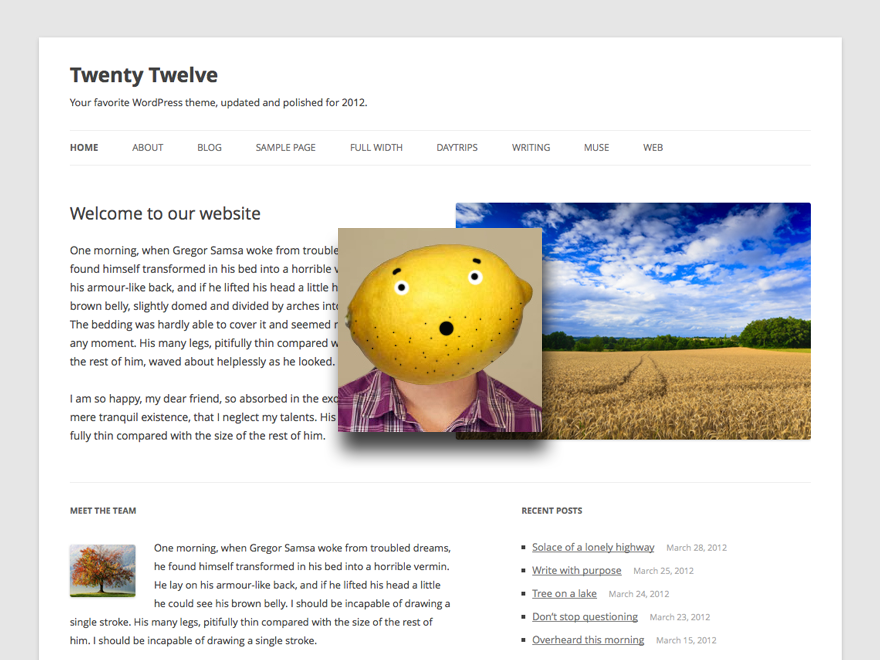 Twenty Twelve
Your favorite WordPress theme, updated and polished for 2012.
HOME ABOUT BLOG SAMPLE PAGE FULL WIDTH DAYTRIPS WRITING MUSE WEB
Welcome to our website
One morning, when Gregor Samsa woke from
found himself transformed in his bed into a horrible
his armour-like back, and if he lifted his head a little
brown belly, slightly domed and divided by arches
The bedding was hardly able to cover it and seemed
any moment. His many legs, pitifully thin compared
the rest of him, waved about helplessly as he looked.
I am so happy, my dear friend, so absorbed in the
mere tranquil existence, that I neglect my talents. His
fully thin compared with the size of the rest of him.
MEET THE TEAM
One morning, when Gregor Samsa woke from troubled dreams,
he found himself transformed in his bed into a horrible vermin.
He lay on his armour-like back, and if he lifted his head a little
he could see his brown belly. I should be incapable of drawing a
single stroke. His many legs, pitifully thin compared with the size of the rest of
him. I should be incapable of drawing a single stroke.
RECENT POSTS
Solace of a lonely highway March 28, 2012
Write with purpose March 25, 2012
Tree on a lake March 24, 2012
Don't stop questioning March 23, 2012
Overheard this morning March 15, 2012